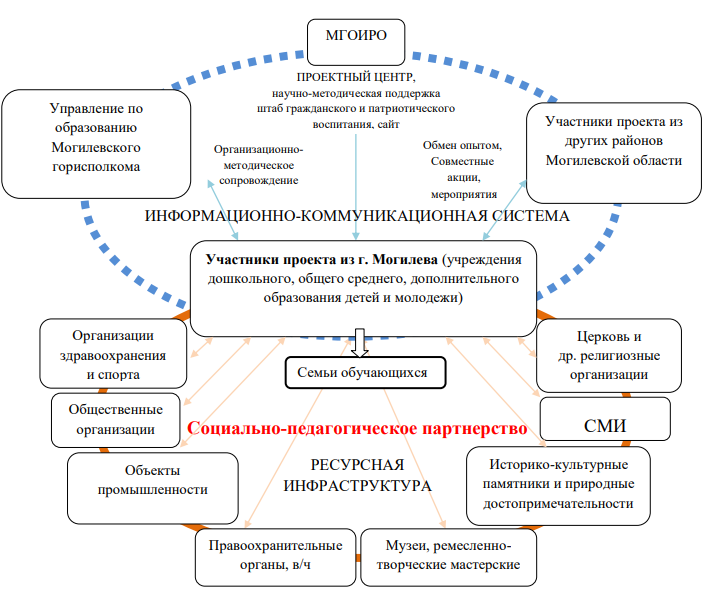 МГОИРО
ПРОЕКТНЫЙ ЦЕНТР,
научно-методическая поддержка
штаб гражданского и патриотического
воспитания, сайт
Управление по
образованию
Могилевского
горисполкома
Участники проекта из
других районов
Могилевской области
Организационно-
методическое
сопровождение
Обмен опытом,
Совместные
акции,
мероприятия
ИНФОРМАЦИОННО-КОММУНИКАЦИОННАЯ СИСТЕМА
Участники проекта из г. Могилева (учреждения
дошкольного, общего среднего, дополнительного
образования детей и молодежи)
Организации
здравоохранения
и спорта
Семьи обучающихся
Церковь и
др. религиозные
организации
Общественные
организации
Социально-педагогическое партнерство
СМИ
Объекты
промышленности
РЕСУРСНАЯ
ИНФРАСТРУКТУРА
Историко-культурные
памятники и природные
достопримечательности
Правоохранительные
органы, в/ч
Музеи, ремесленно-
творческие мастерские